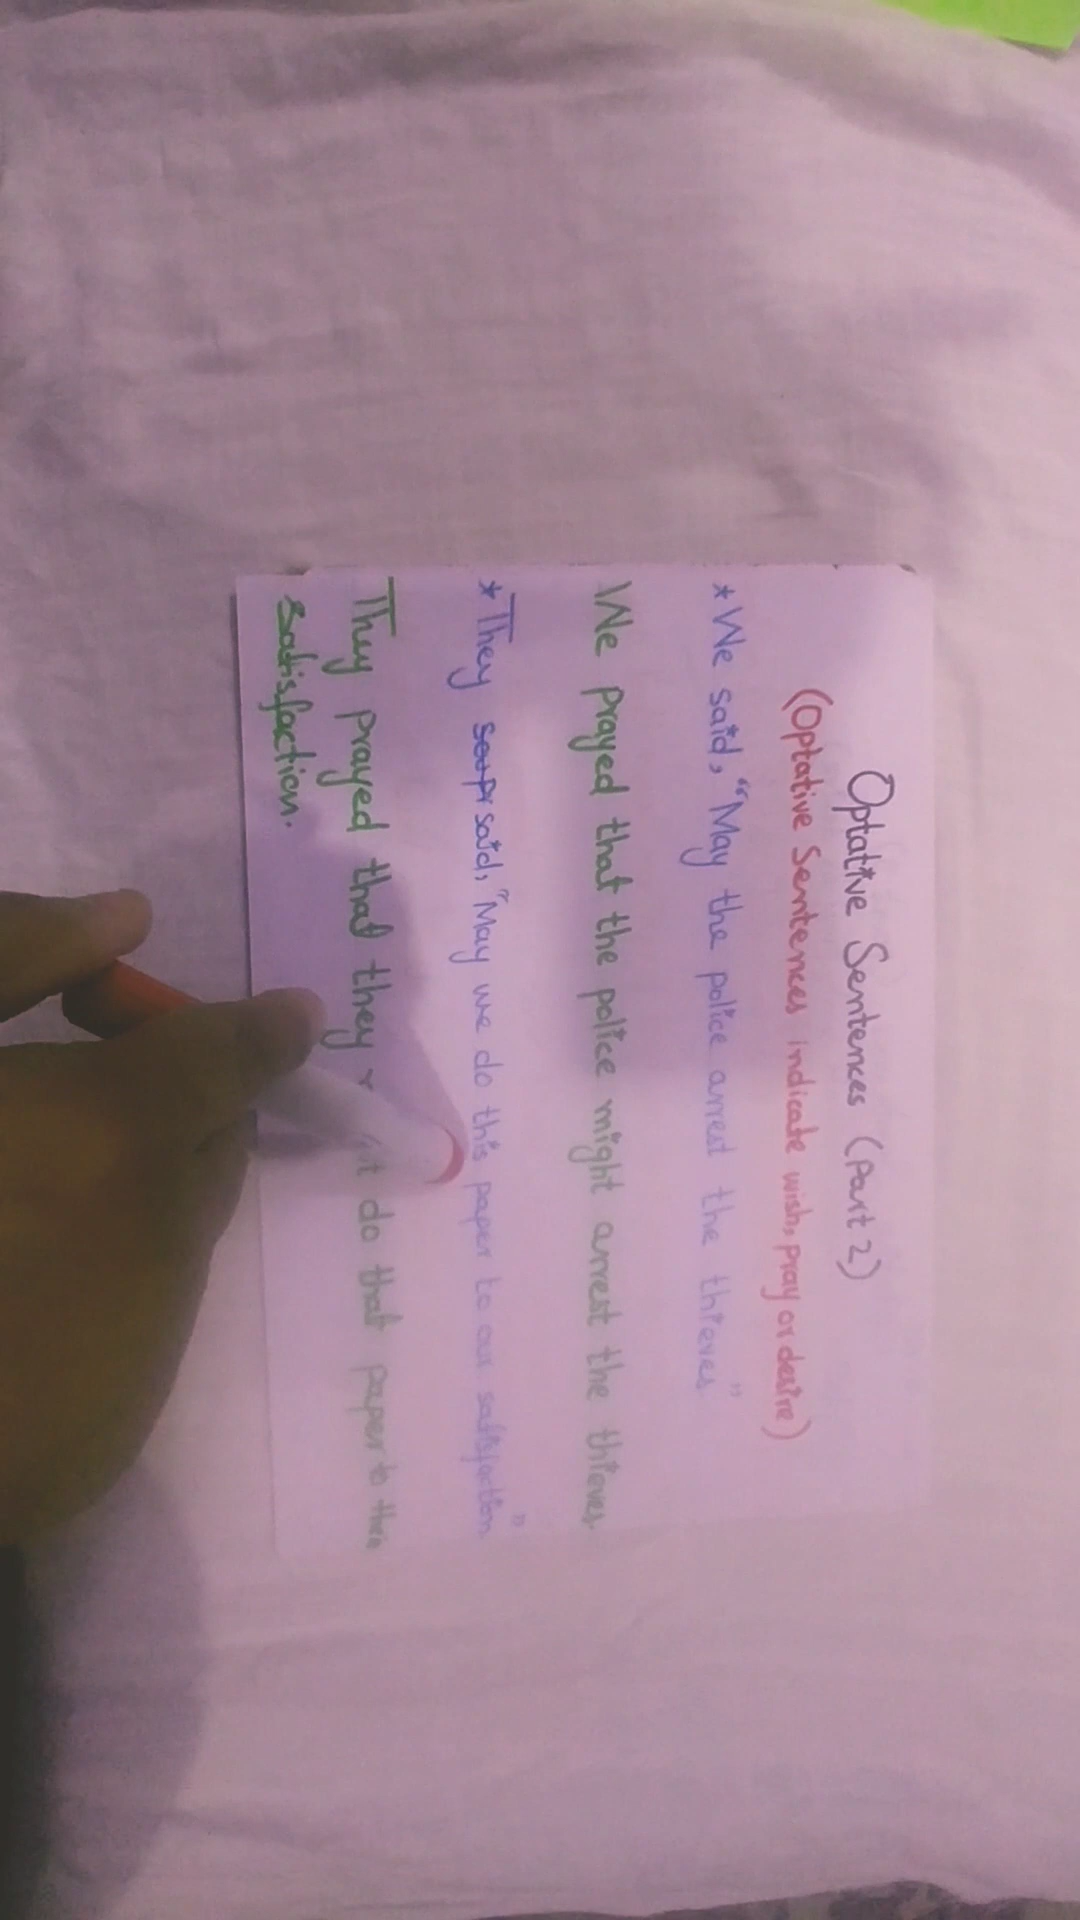 Optative Sentences (Part 2)
(Optative Sentences indicate wish, pray or desire)
* We said, "May the police arrest the thieves"
We prayed that the police might arrest the thieves.
* They said, "May we do this paper to our satisfaction."
They prayed that they do that paper to
satisfaction.